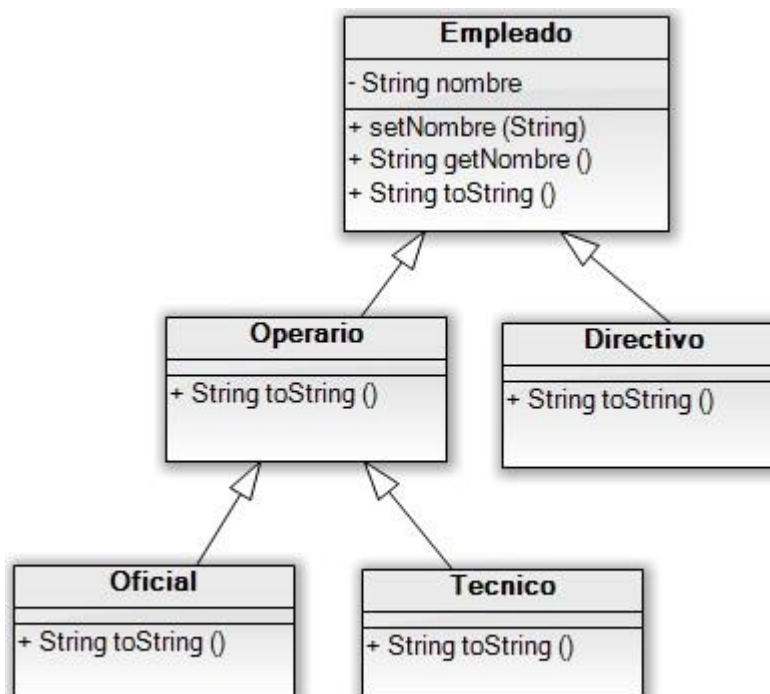 Empleado
- String nombre
+ setNombre (String)
+ String getNombre ()
+ String toString ()
Operario
+ String toString ()
Directivo
+ String toString ()
Oficial
+ String toString ()
Tecnico
+ String toString ()